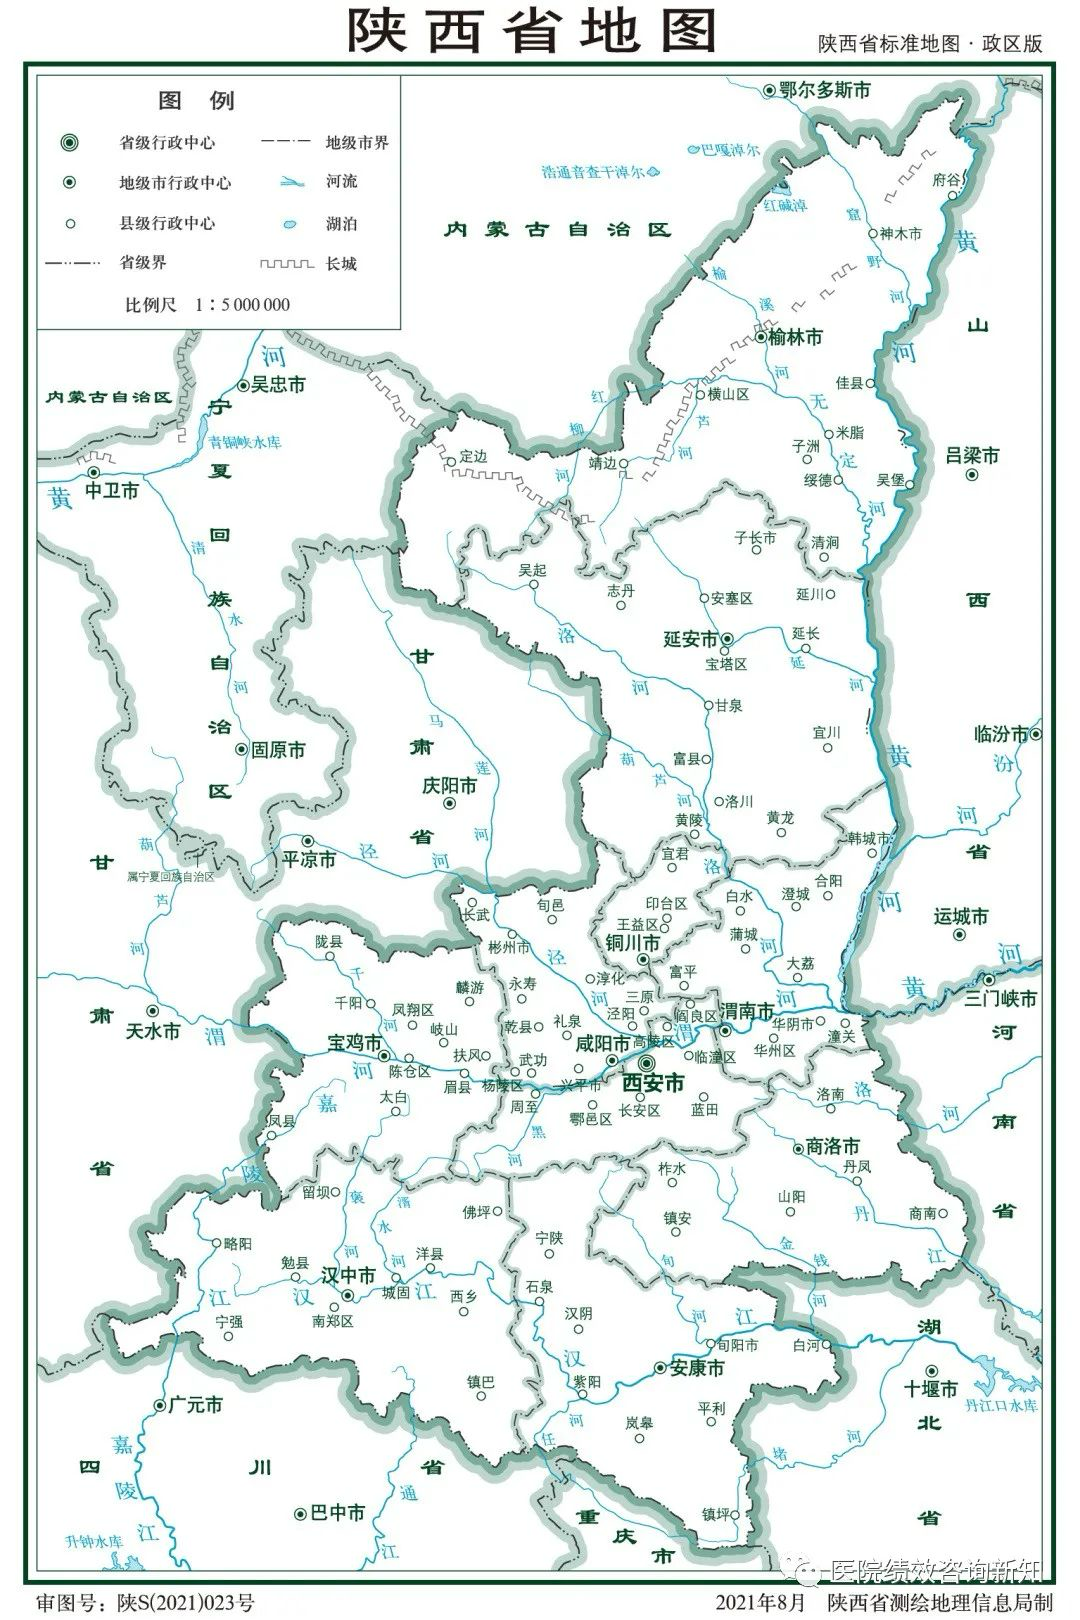 陕西省地图
陕西省标准地图·政区版
图 例
省级行政中心
地级市界
地级市行政中心
河流
县级行政中心
湖泊
省级界
长城
比例尺 1:5 000 000
鄂尔多斯市
巴嘎淖尔
浩通音查干淖尔
红碱淖
内蒙古自治区
府谷
窟
野
河
神木市
黄
河
山
西
省
榆
溪
河
榆林市
佳县
横山区
无
定
河
芦
河
红
柳
河
米脂
子洲
绥德
吴堡
吕梁市
定边
靖边
河
吴忠市
内蒙古自治区
宁
夏
回
族
自
治
区
青铜峡水库
中卫市
黄
清
水
河
固原市
子长市
清涧
吴起
志丹
安塞区
延川
延安市
宝塔区
延长
延
河
洛
河
甘泉
宜川
临汾市
汾
河
黄
甘
肃
省
马
莲
河
庆阳市
葫
芦
河
富县
洛川
黄陵
黄龙
韩城市
平凉市
泾
河
属宁夏回族自治区
甘
肃
省
葫
芦
河
宜君
洛
河
白水
澄城
合阳
河
印台区
王益区
铜川市
蒲城
运城市
长武
旬邑
彬州市
泾
河
陇县
千
河
千阳
凤翔区
麟游
永寿
淳化
富平
大荔
黄
河
三门峡市
天水市
渭
河
岐山
乾县
礼泉
三原
泾阳
阎良区
渭南市
河
华阴市
潼关
宝鸡市
陈仓区
扶风
武功
咸阳市
高陵区
渭
临潼区
华州区
眉县
杨陵区
兴平市
西安市
太白
周至
鄠邑区
长安区
蓝田
洛南
洛
河
河
南
省
凤县
嘉
陵
江
黑
河
商洛市
丹凤
柞水
山阳
商南
丹
江
留坝
褒
河
湑
水
河
佛坪
宁陕
镇安
旬
河
金
钱
河
略阳
勉县
汉中市
城固
洋县
汉
江
西乡
石泉
汉阴
宁强
南郑区
镇巴
汉
江
旬阳市
白河
安康市
紫阳
任
河
岚皋
平利
镇坪
湖
北
省
十堰市
丹江口水库
堵
河
广元市
嘉
陵
江
四川省
巴中市
通
江
升钟水库
重庆市
医院绩效咨询新知
审图号:陕S(2021)023号
2021年8月 陕西省测绘地理信息局制